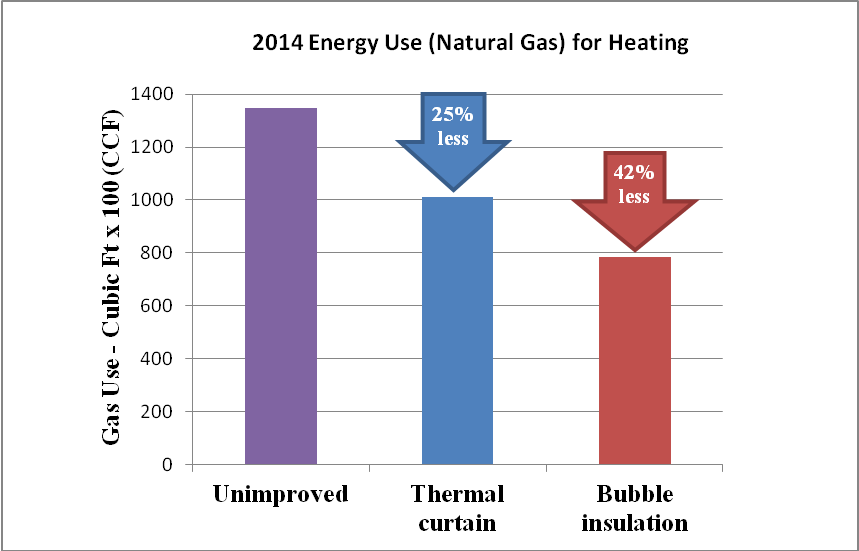 2014 Energy Use (Natural Gas) for Heating
Gas Use - Cubic Ft x 100 (CCF)
1400
1200
1000
800
600
400
200
0
25%
less
42%
less
Unimproved
Thermal
curtain
Bubble
insulation